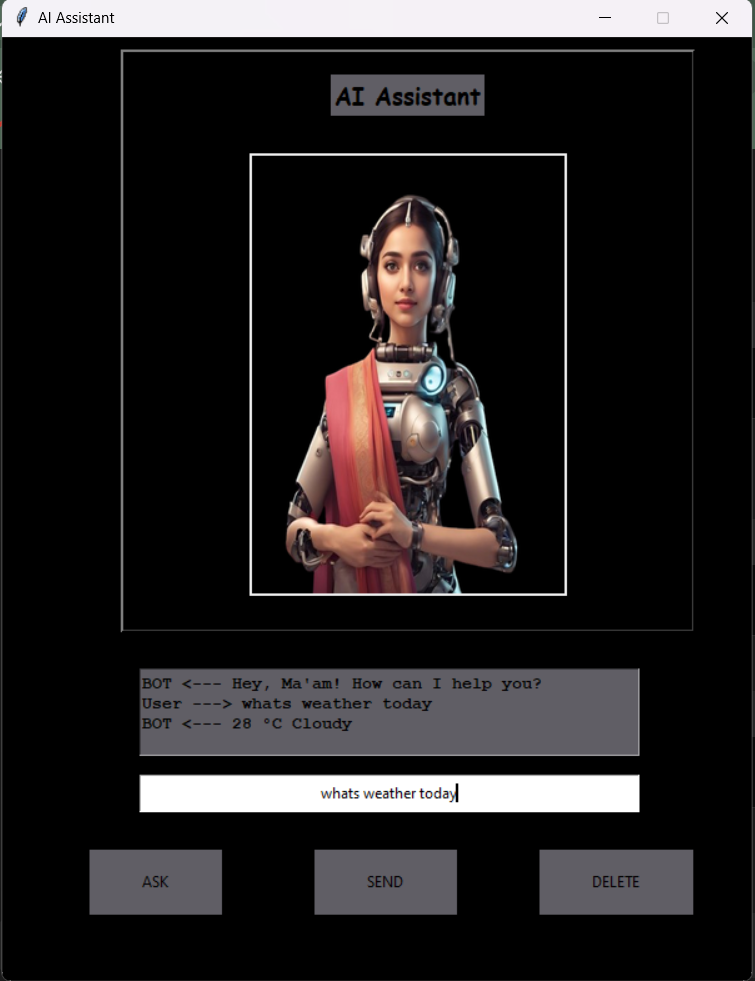 AI Assistant
AI Assistant
BOT <--- Hey, Ma'am! How can I help you?
User ---> whats weather today
BOT <--- 28 °C Cloudy
whats weather today
ASK
SEND
DELETE